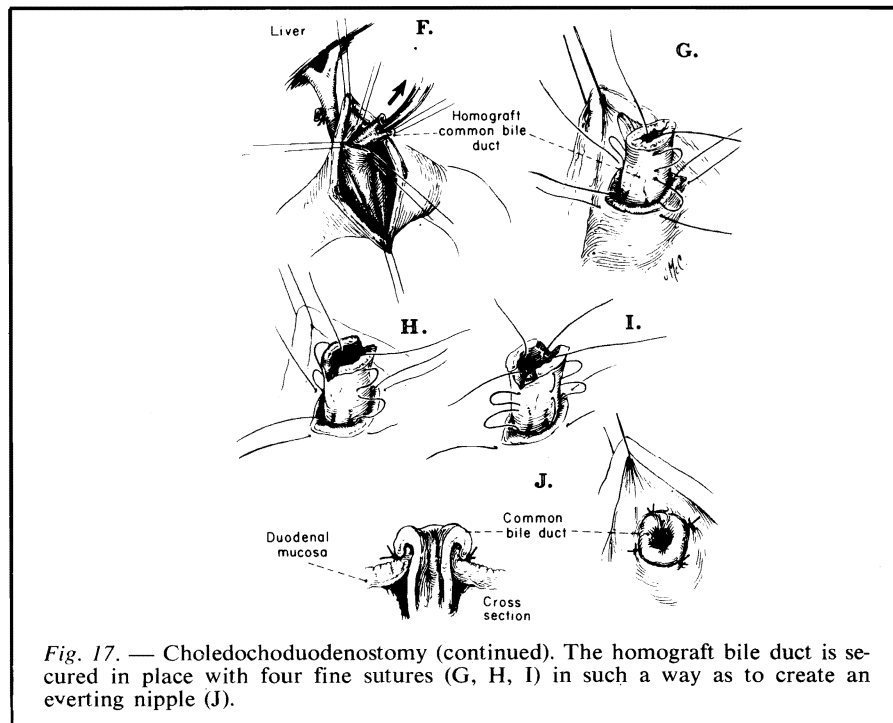 Liver
F.
G.
Homograft
common bile
duct
H.
I.
J.
Common
bile duct
Duodenal
mucosa
Cross
section
Fig. 17. — Choledochoduodenostomy (continued). The homograft bile duct is se-
cured in place with four fine sutures (G, H, I) in such a way as to create an
everting nipple (J).